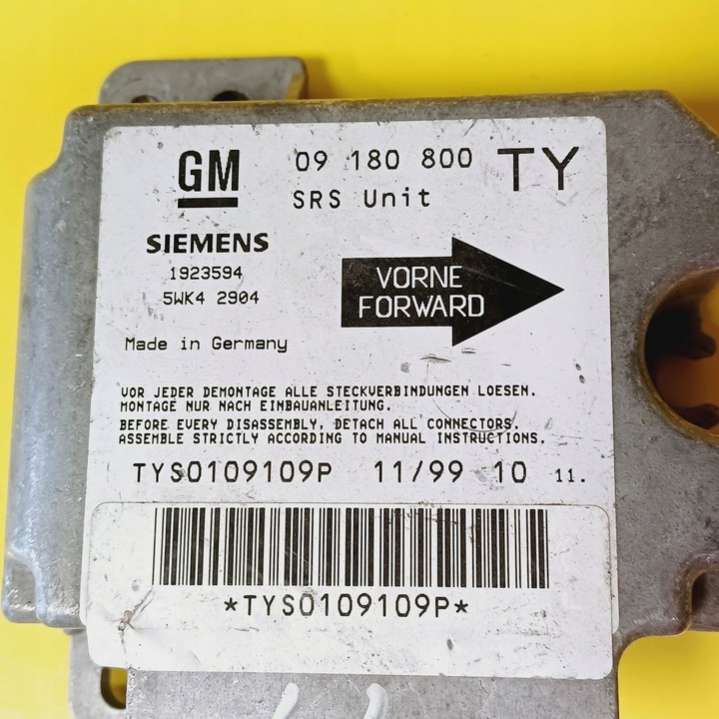 GM 09 180 800 TY
SRS Unit
SIEMENS
1923594
5WK4 2904
VORNE
FORWARD
Made in Germany
VOR JEDER DEMONTAGE ALLE STECKVERBINDUNGEN LOESEN.
MONTAGE NUR NACH EINBAUANLEITUNG.
BEFORE EVERY DISASSEMBLY, DETACH ALL CONNECTORS.
ASSEMBLE STRICTLY ACCORDING TO MANUAL INSTRUCTIONS.
TYS0109109P 11/99 10 11.
*TYS0109109P*